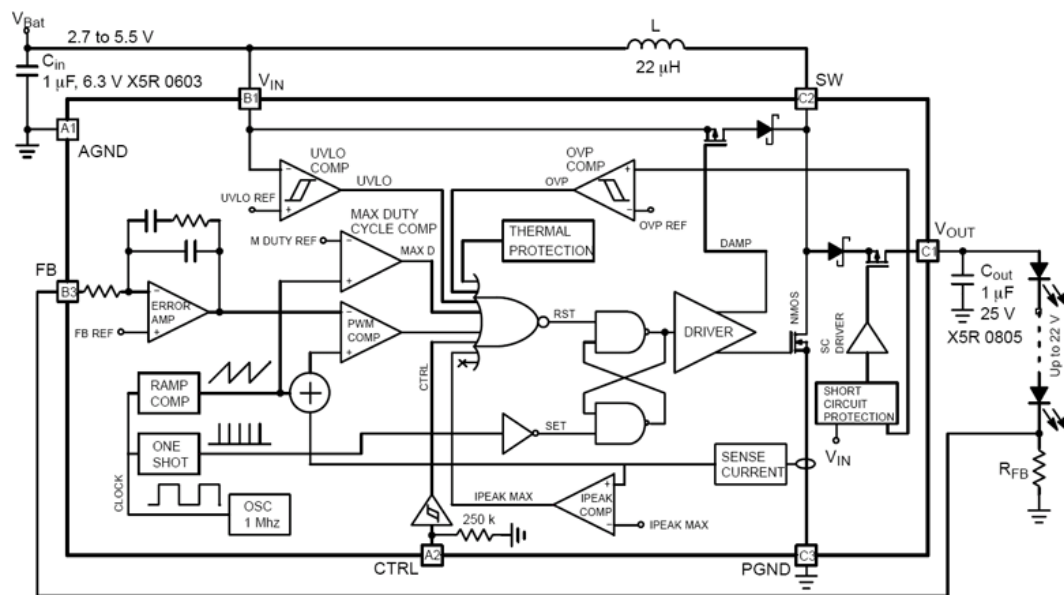 VBat
2.7 to 5.5 V
L
22 µH
Cin
1 µF, 6.3 V X5R 0603
VIN
SW
B1
C2
A1
AGND
UVLO
COMP
UVLO
UVLO REF
OVP
COMP
OVP
OVP REF
MAX DUTY
CYCLE COMP
M DUTY REF
MAX D
THERMAL
PROTECTION
DAMP
VOUT
C1
FB
B3
ERROR
AMP
FB REF
PWM
COMP
RST
DRIVER
NMOS
SC
DRIVER
Cout
1 µF
25 V
X5R 0805
Up to 22 V
RAMP
COMP
CTRL
SHORT
CIRCUIT
PROTECTION
ONE
SHOT
SET
VIN
SENSE
CURRENT
RFB
CLOCK
OSC
1 Mhz
IPEAK MAX
IPEAK
COMP
IPEAK MAX
250 k
A2
CTRL
C3
PGND